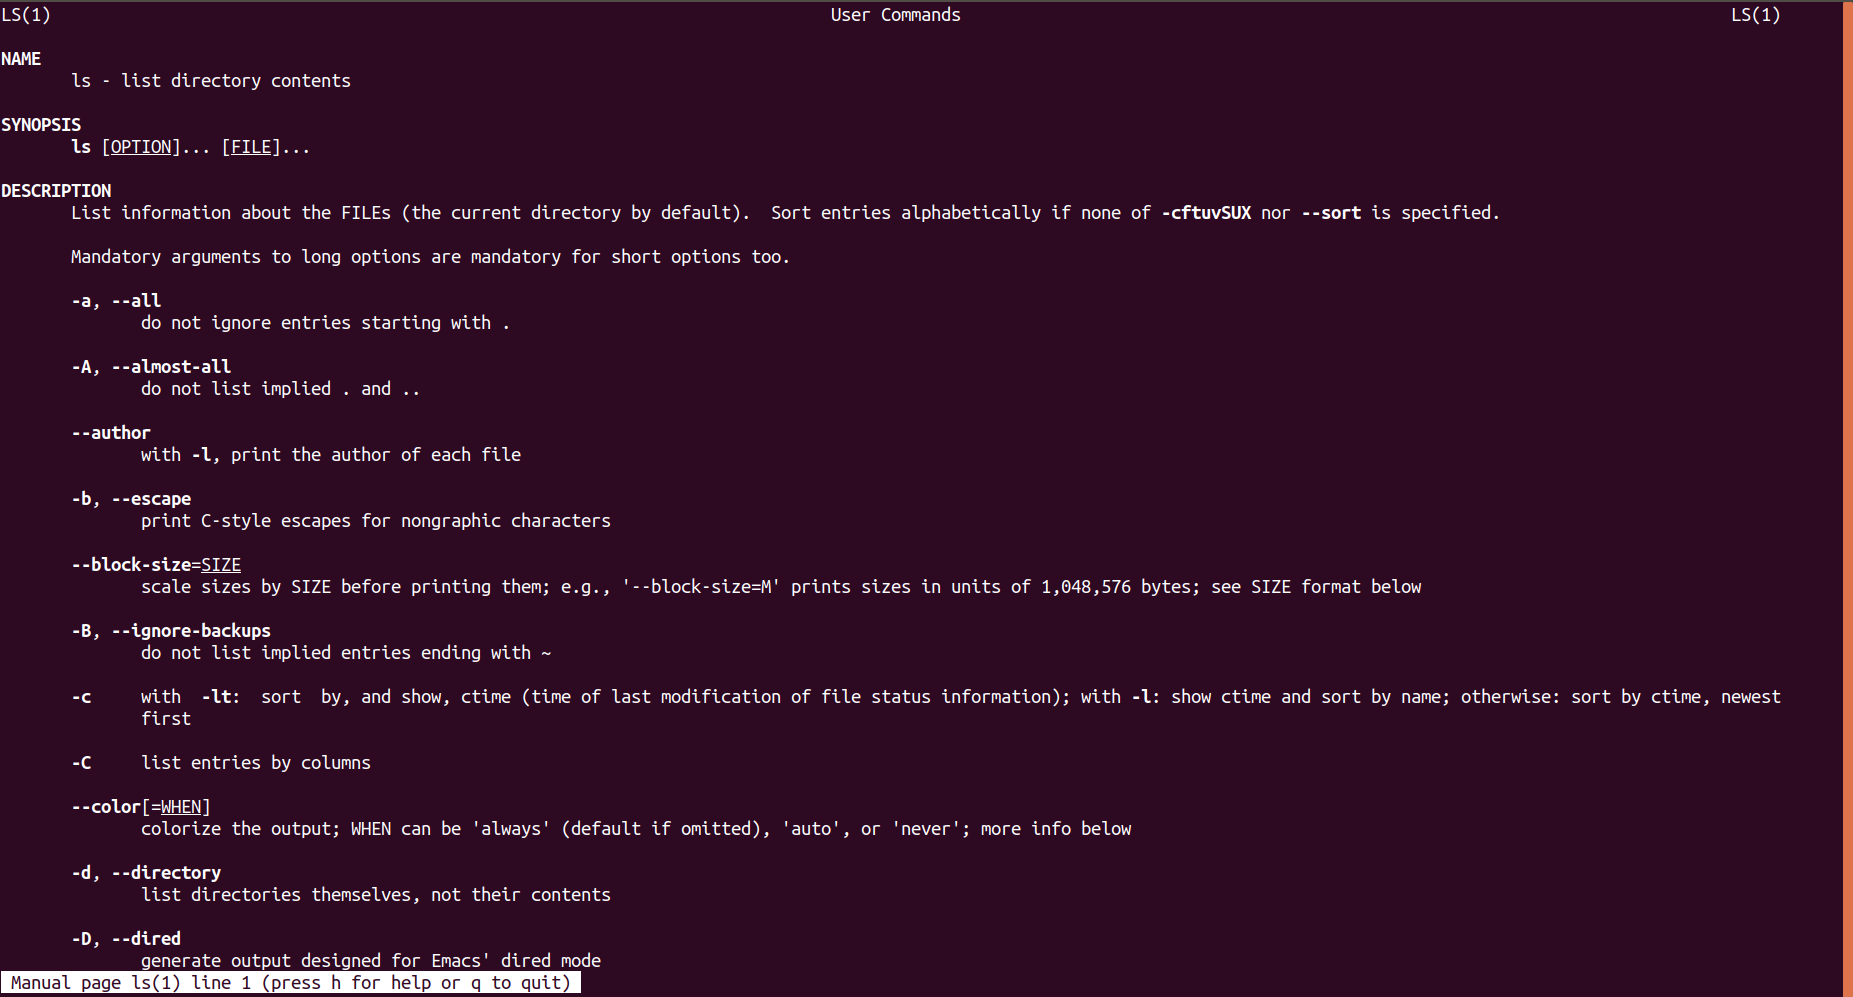 LS(1) User Commands LS(1)
NAME
ls - list directory contents
SYNOPSIS
ls [OPTION]... [FILE]...
DESCRIPTION
List information about the FILEs (the current directory by default).  Sort entries alphabetically if none of -cftuvSUX nor --sort is specified.
Mandatory arguments to long options are mandatory for short options too.
-a, --all
do not ignore entries starting with .
-A, --almost-all
do not list implied . and ..
--author
with -l, print the author of each file
-b, --escape
print C-style escapes for nongraphic characters
--block-size=SIZE
scale sizes by SIZE before printing them; e.g., '--block-size=M' prints sizes in units of 1,048,576 bytes; see SIZE format below
-B, --ignore-backups
do not list implied entries ending with ~
-c     with  -lt:  sort  by, and show, ctime (time of last modification of file status information); with -l: show ctime and sort by name; otherwise: sort by ctime, newest
first
-C     list entries by columns
--color[=WHEN]
colorize the output; WHEN can be 'always' (default if omitted), 'auto', or 'never'; more info below
-d, --directory
list directories themselves, not their contents
-D, --dired
generate output designed for Emacs' dired mode
Manual page ls(1) line 1 (press h for help or q to quit)